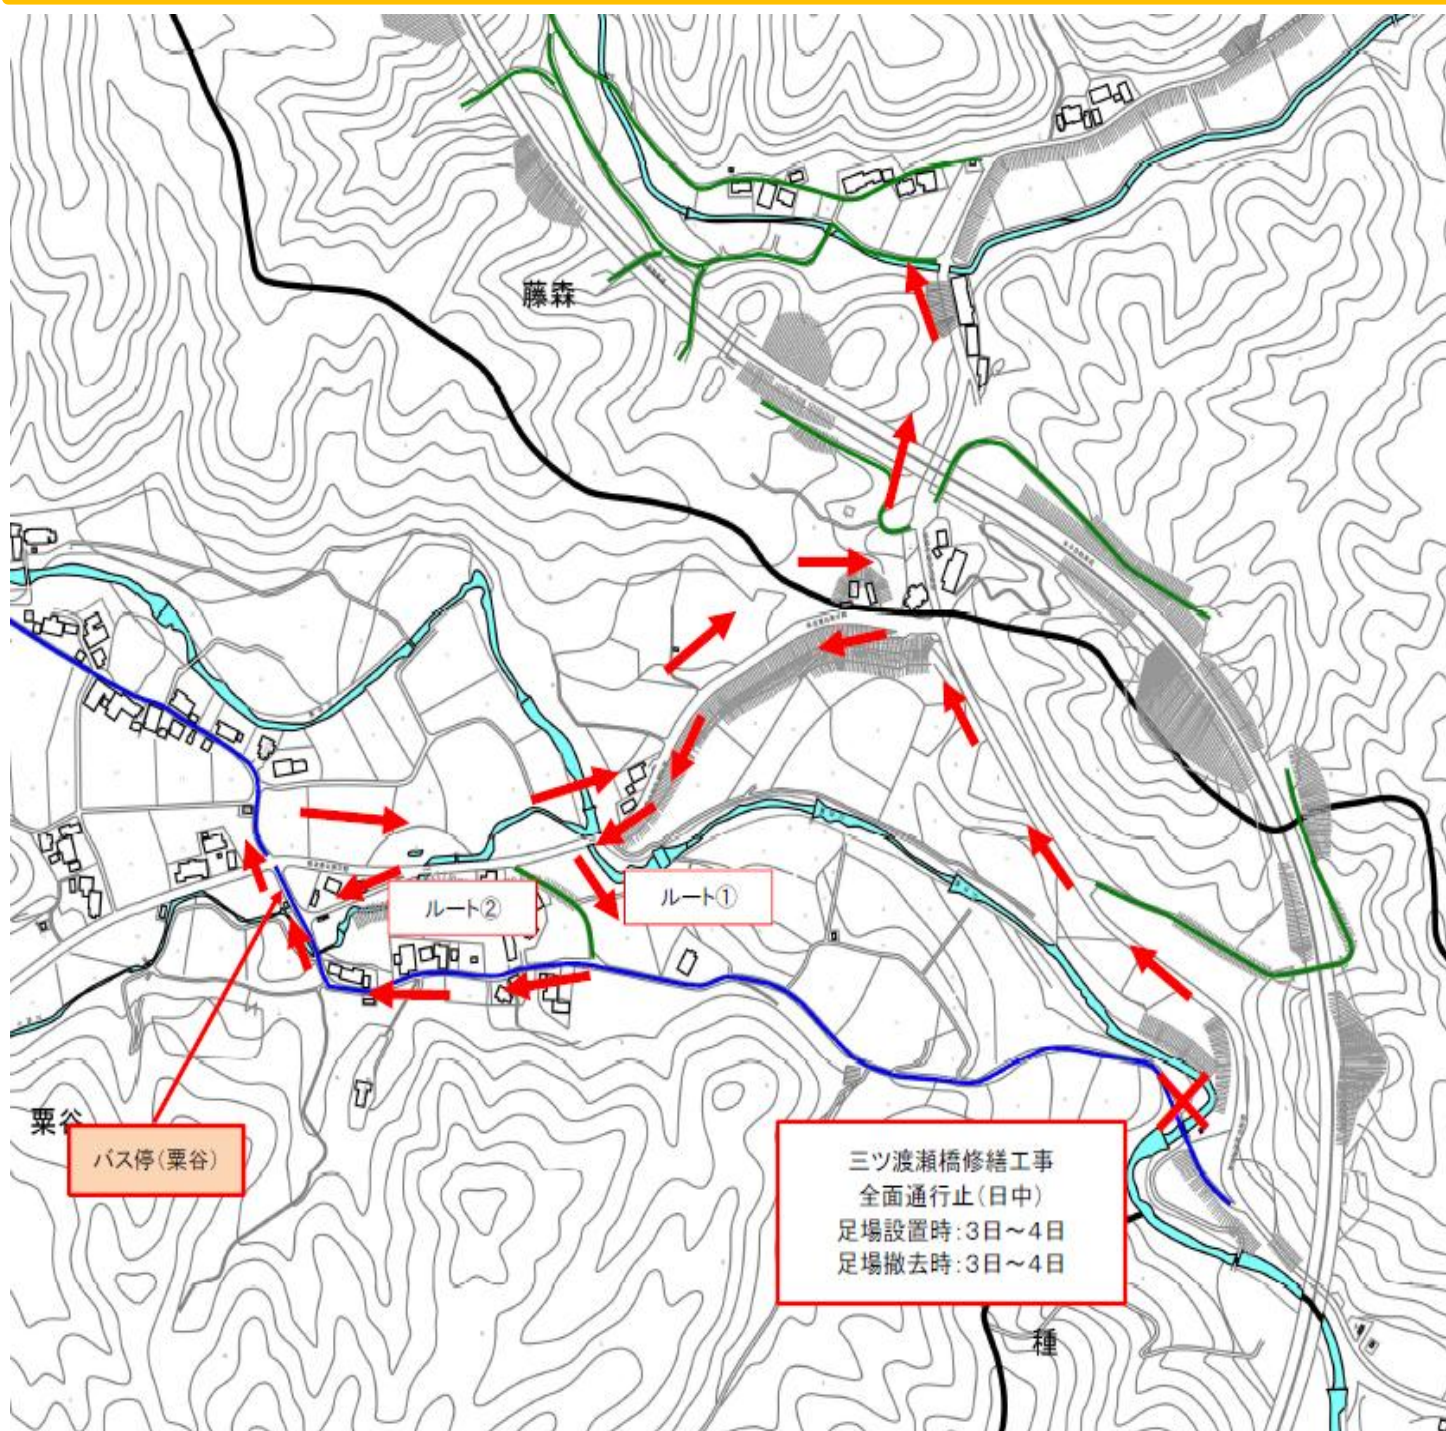 藤森
ルート②
ルート①
粟谷
バス停(粟谷)
三ツ渡瀬橋修繕工事
全面通行止(日中)
足場設置時:3日~4日
足場撤去時:3日~4日
種